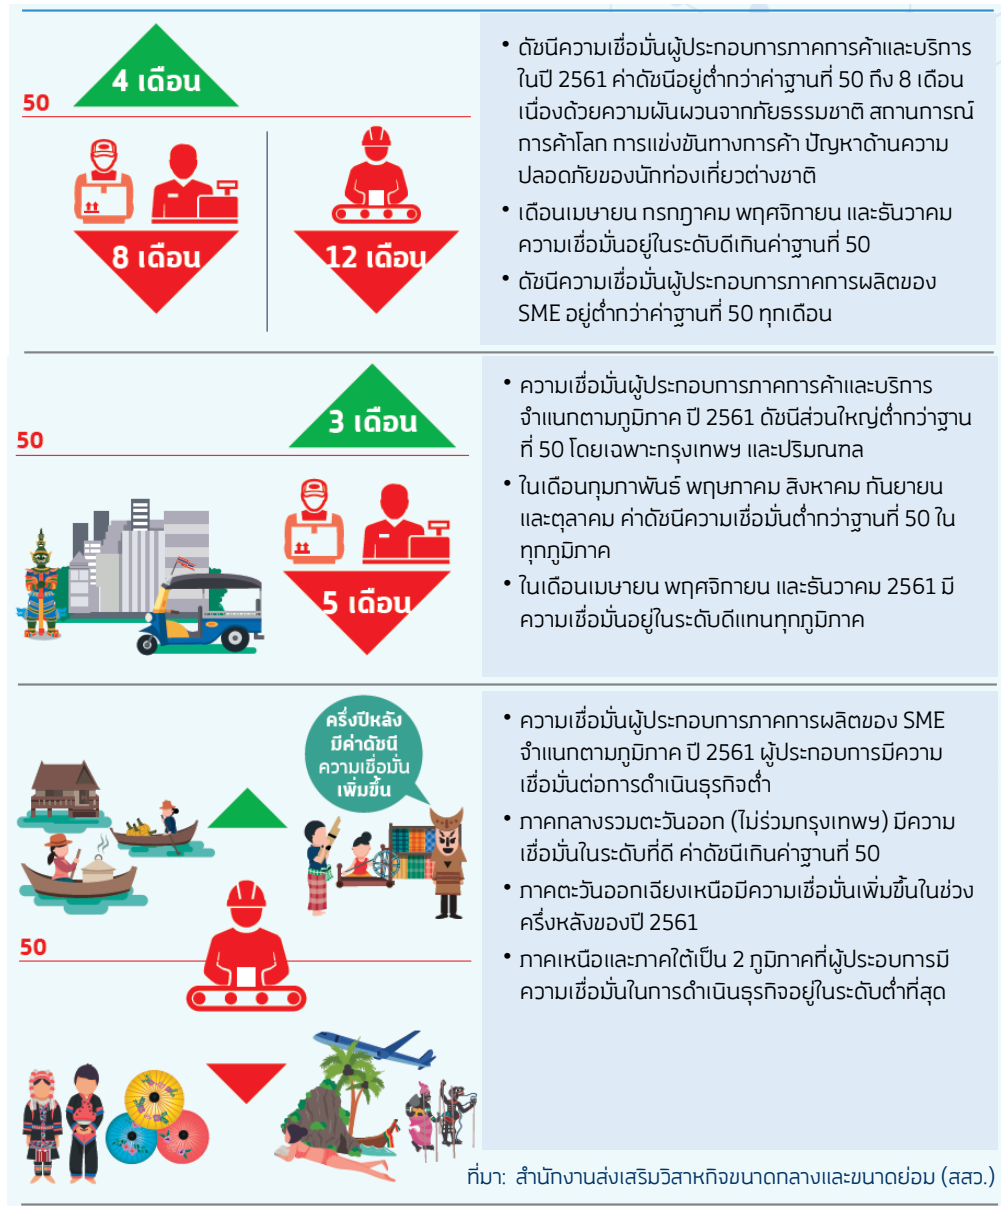 4 เดือน
50
8 เดือน
12 เดือน
• ดัชนีความเชื่อมั่นผู้ประกอบการภาคการค้าและบริการ
ในปี 2561 ค่าดัชนีอยู่ต่ำกว่าค่าฐานที่ 50 ถึง 8 เดือน
เนื่องด้วยความผันผวนจากภัยธรรมชาติ สถานการณ์
การค้าโลก การแข่งขันทางการค้า ปัญหาด้านความ
ปลอดภัยของนักท่องเที่ยวต่างชาติ
• เดือนเมษายน กรกฎาคม พฤศจิกายน และธันวาคม
ความเชื่อมั่นอยู่ในระดับดีเกินค่าฐานที่ 50
• ดัชนีความเชื่อมั่นผู้ประกอบการภาคการผลิตของ
SME อยู่ต่ำกว่าค่าฐานที่ 50 ทุกเดือน
3 เดือน
50
5 เดือน
• ความเชื่อมั่นผู้ประกอบการภาคการค้าและบริการ
จำแนกตามภูมิภาค ปี 2561 ดัชนีส่วนใหญ่ต่ำกว่าฐาน
ที่ 50 โดยเฉพาะกรุงเทพฯ และปริมณฑล
• ในเดือนกุมภาพันธ์ พฤษภาคม สิงหาคม กันยายน
และตุลาคม ค่าดัชนีความเชื่อมั่นต่ำกว่าฐานที่ 50 ใน
ทุกภูมิภาค
• ในเดือนเมษายน พฤศจิกายน และธันวาคม 2561 มี
ความเชื่อมั่นอยู่ในระดับดีแทนทุกภูมิภาค
ครึ่งปีหลัง
มีค่าดัชนี
ความเชื่อมั่น
เพิ่มขึ้น
50
• ความเชื่อมั่นผู้ประกอบการภาคการผลิตของ SME
จำแนกตามภูมิภาค ปี 2561 ผู้ประกอบการมีความ
เชื่อมั่นต่อการดำเนินธุรกิจต่ำ
• ภาคกลางรวมตะวันออก (ไม่ร่วมกรุงเทพฯ) มีความ
เชื่อมั่นในระดับที่ดี ค่าดัชนีเกินค่าฐานที่ 50
• ภาคตะวันออกเฉียงเหนือมีความเชื่อมั่นเพิ่มขึ้นในช่วง
ครึ่งหลังของปี 2561
• ภาคเหนือและภาคใต้เป็น 2 ภูมิภาคที่ผู้ประอบการมี
ความเชื่อมั่นในการดำเนินธุรกิจอยู่ในระดับต่ำที่สุด
ที่มา: สำนักงานส่งเสริมวิสาหกิจขนาดกลางและขนาดย่อม (สสว.)